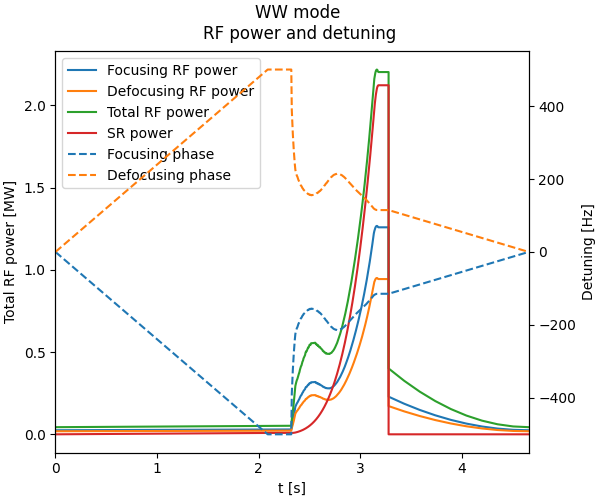 WW mode
RF power and detuning
Focusing RF power
Defocusing RF power
Total RF power
SR power
Focusing phase
Defocusing phase
Total RF power [MW]
2.0
1.5
1.0
0.5
0.0
Detuning [Hz]
400
200
0
−200
−400
0 1 2 3 4
t [s]